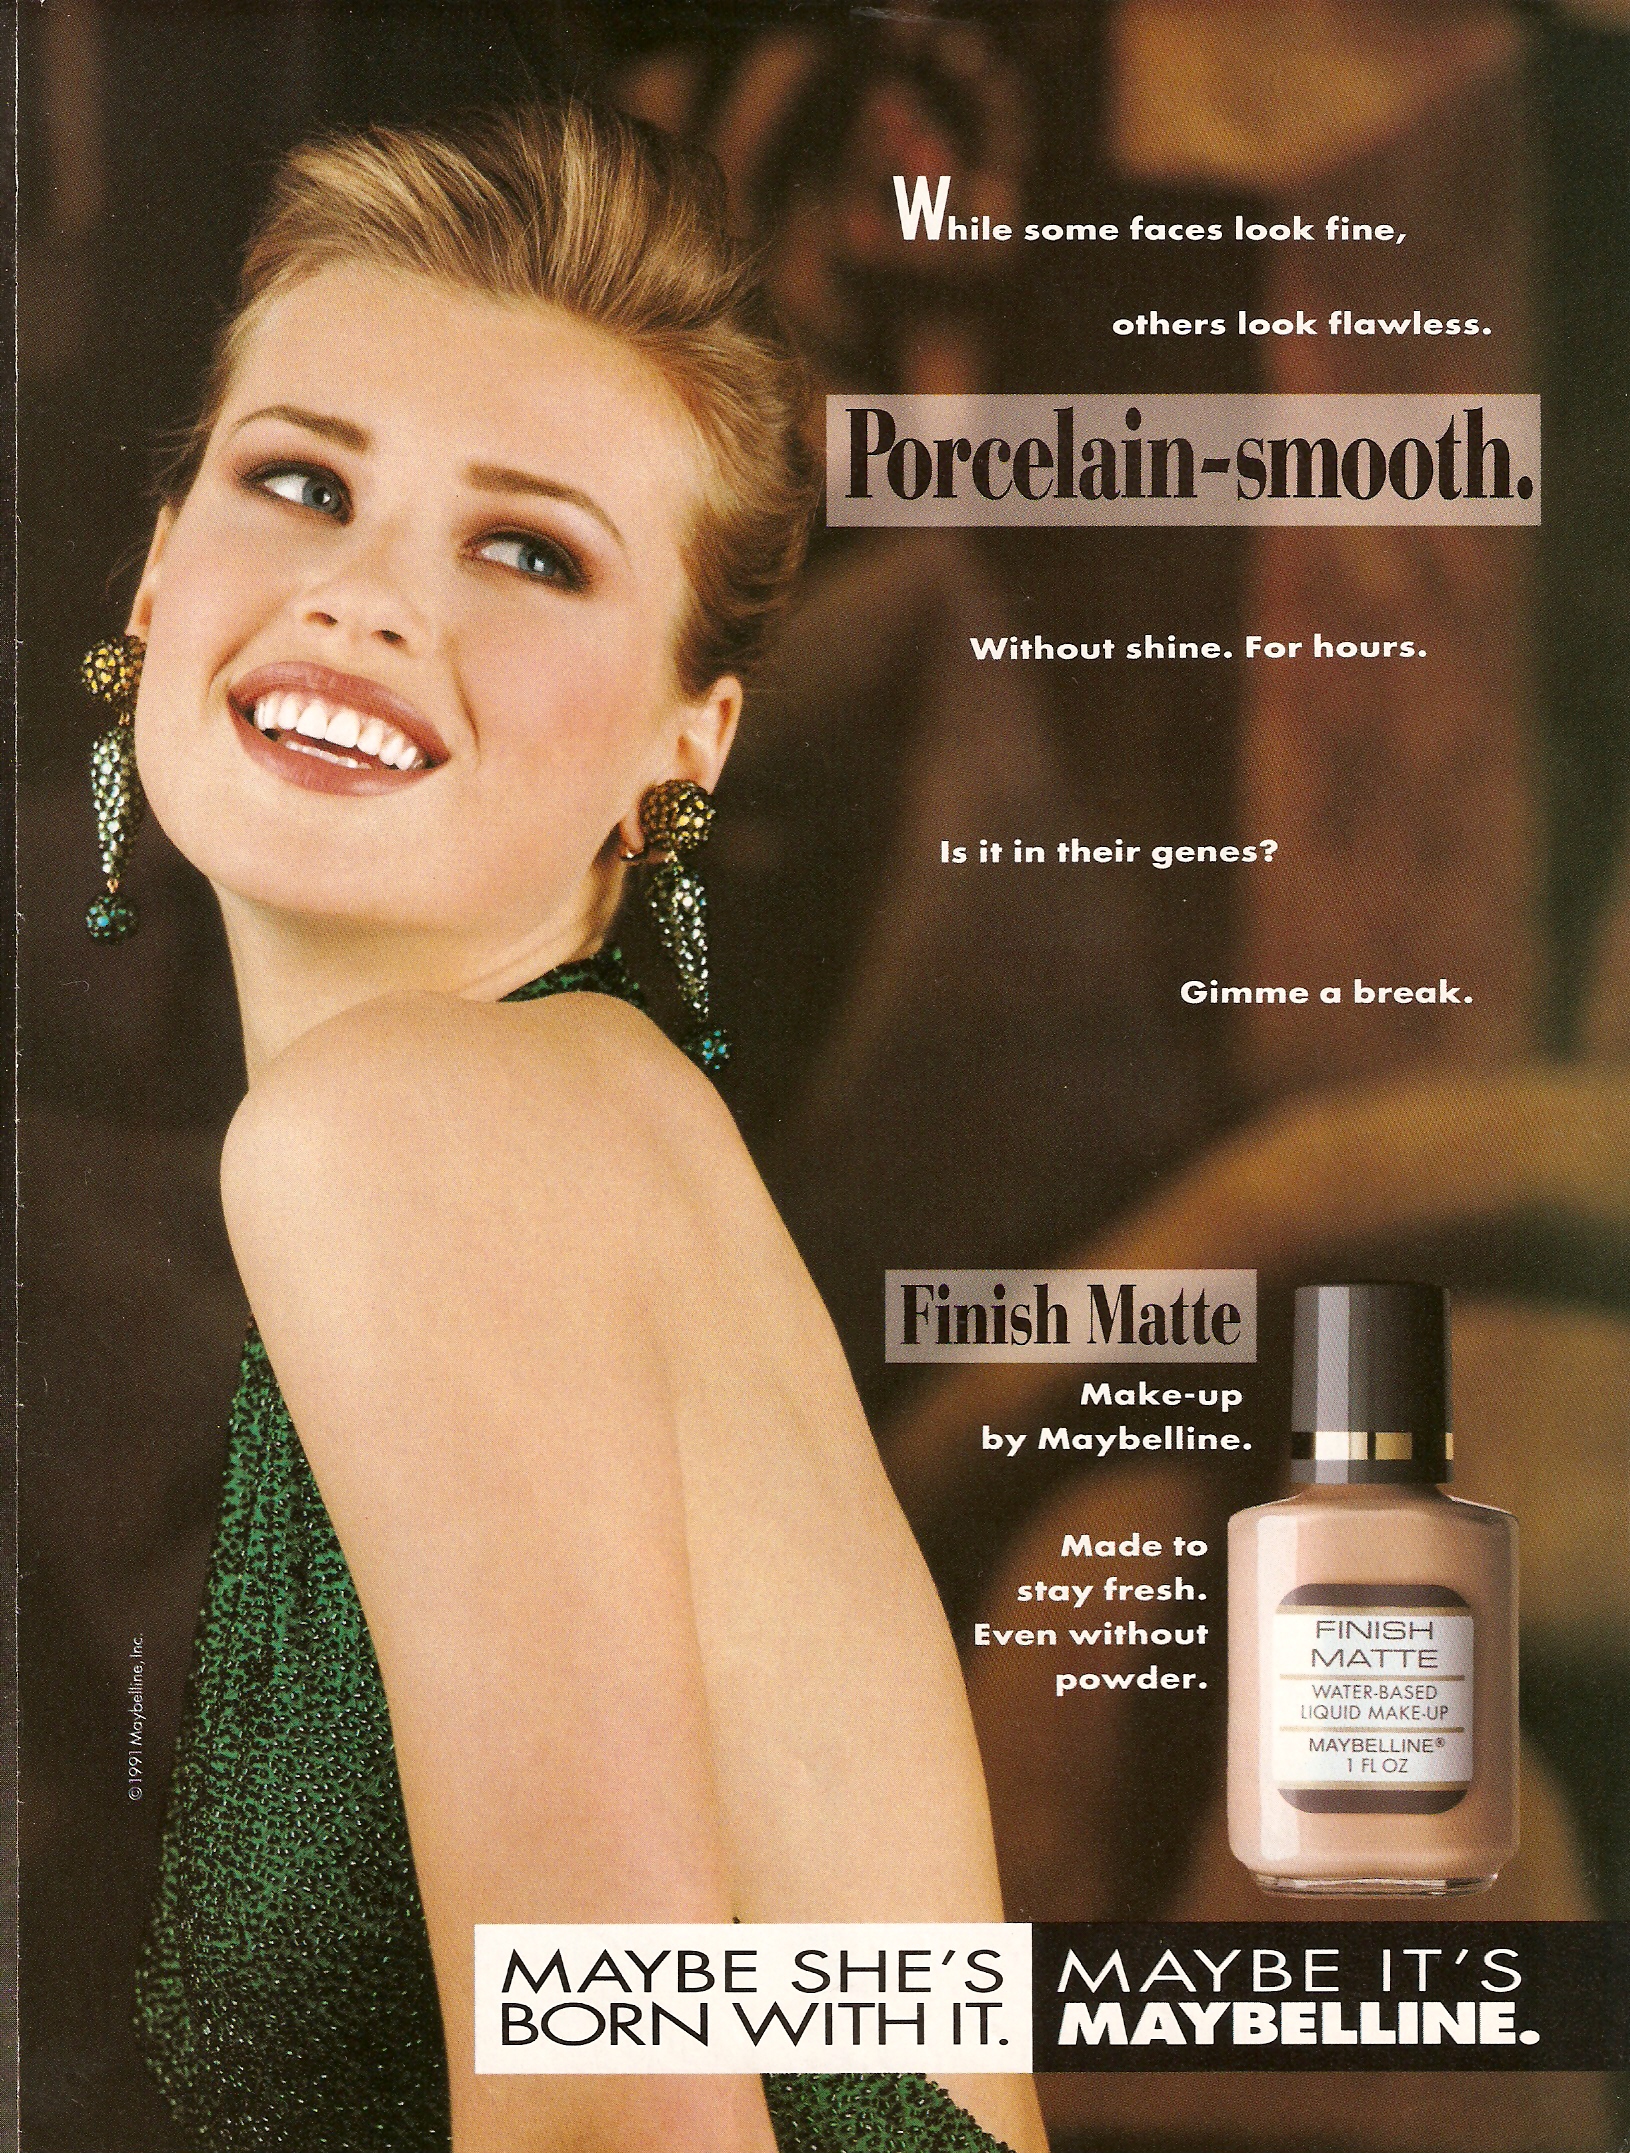 While some faces look fine,
others look flawless.
Porcelain-smooth.
Without shine. For hours.
Is it in their genes?
Gimme a break.
Finish Matte
Make-up
by Maybelline.
Made to
stay fresh.
Even without
powder.
FINISH
MATTE
WATER-BASED
LIQUID MAKE-UP
MAYBELLINE®
1 FL OZ
©1991 Maybelline, Inc.
MAYBE SHE'S
BORN WITH IT.
MAYBE IT'S
MAYBELLINE.